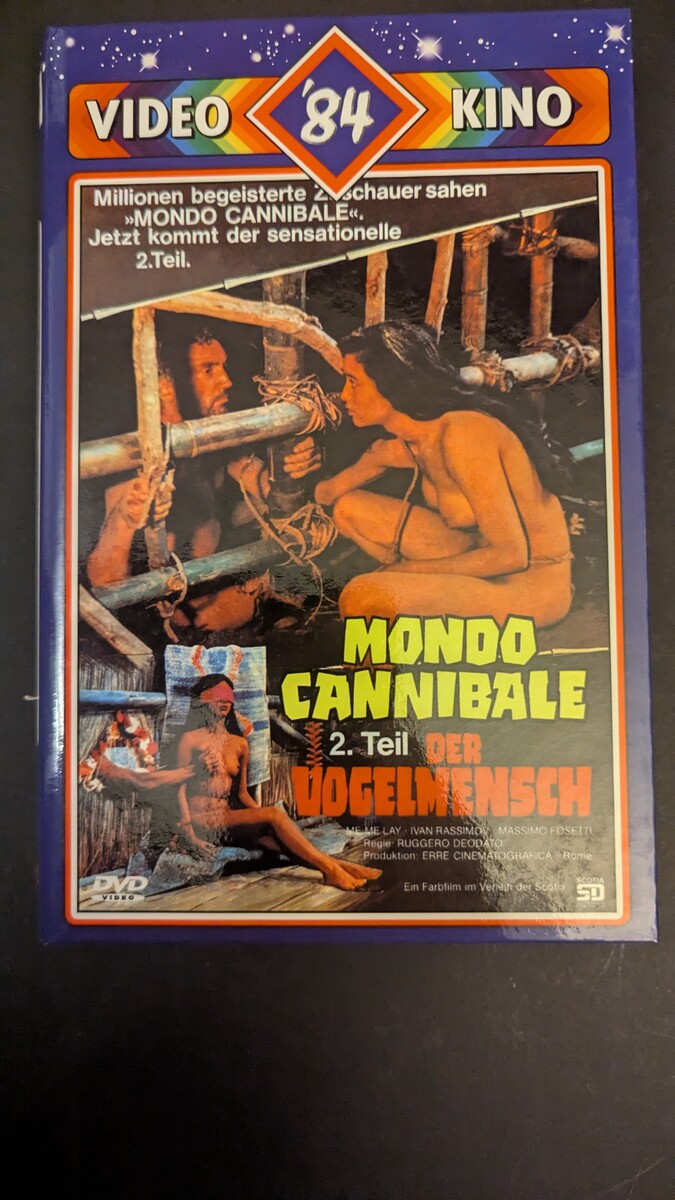 VIDEO '84 KINO
Millionen begeisterte Zuschauer sahen
»MONDO CANNIBALE«.
Jetzt kommt der sensationelle
2.Teil.
MONDO
CANNIBALE
2. Teil DER
VOGELMENSCH
ME ME LAY · IVAN RASSIMOV · MASSIMO FOSETTI
Regie: RUGGERO DEODATO
Produktion: ERRE CINEMATOGRAFICA - Rome
Ein Farbfilm im Verleih der Scotia
SCOTIA
SD
DVD
VIDEO